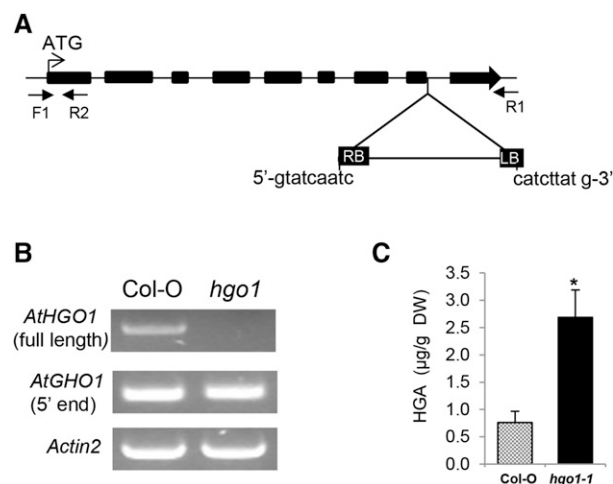 A
ATG
F1
R2
R1
RB
LB
5'-gtatcaatc
catcttat g-3'
B
Col-O hgo1
AtHGO1
(full length)
AtGHO1
(5' end)
Actin2
C
HGA (µg/g DW)
3.5
3.0
2.5
2.0
1.5
1.0
0.5
0.0
*
Col-O hgo1-1